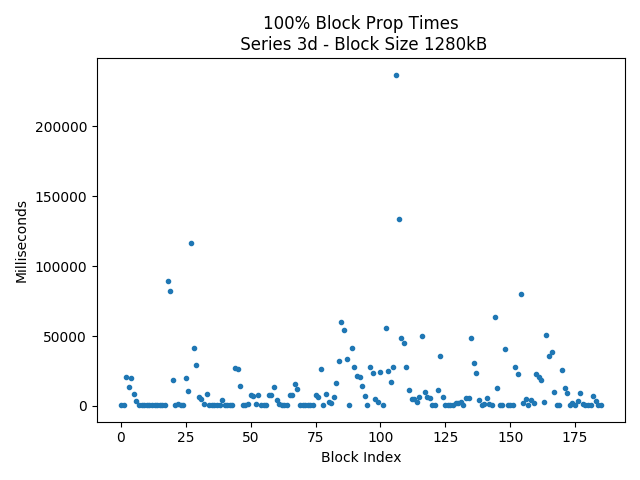 100% Block Prop Times
Series 3d - Block Size 1280kB
200000
150000
100000
50000
0
Milliseconds
0 25 50 75 100 125 150 175
Block Index